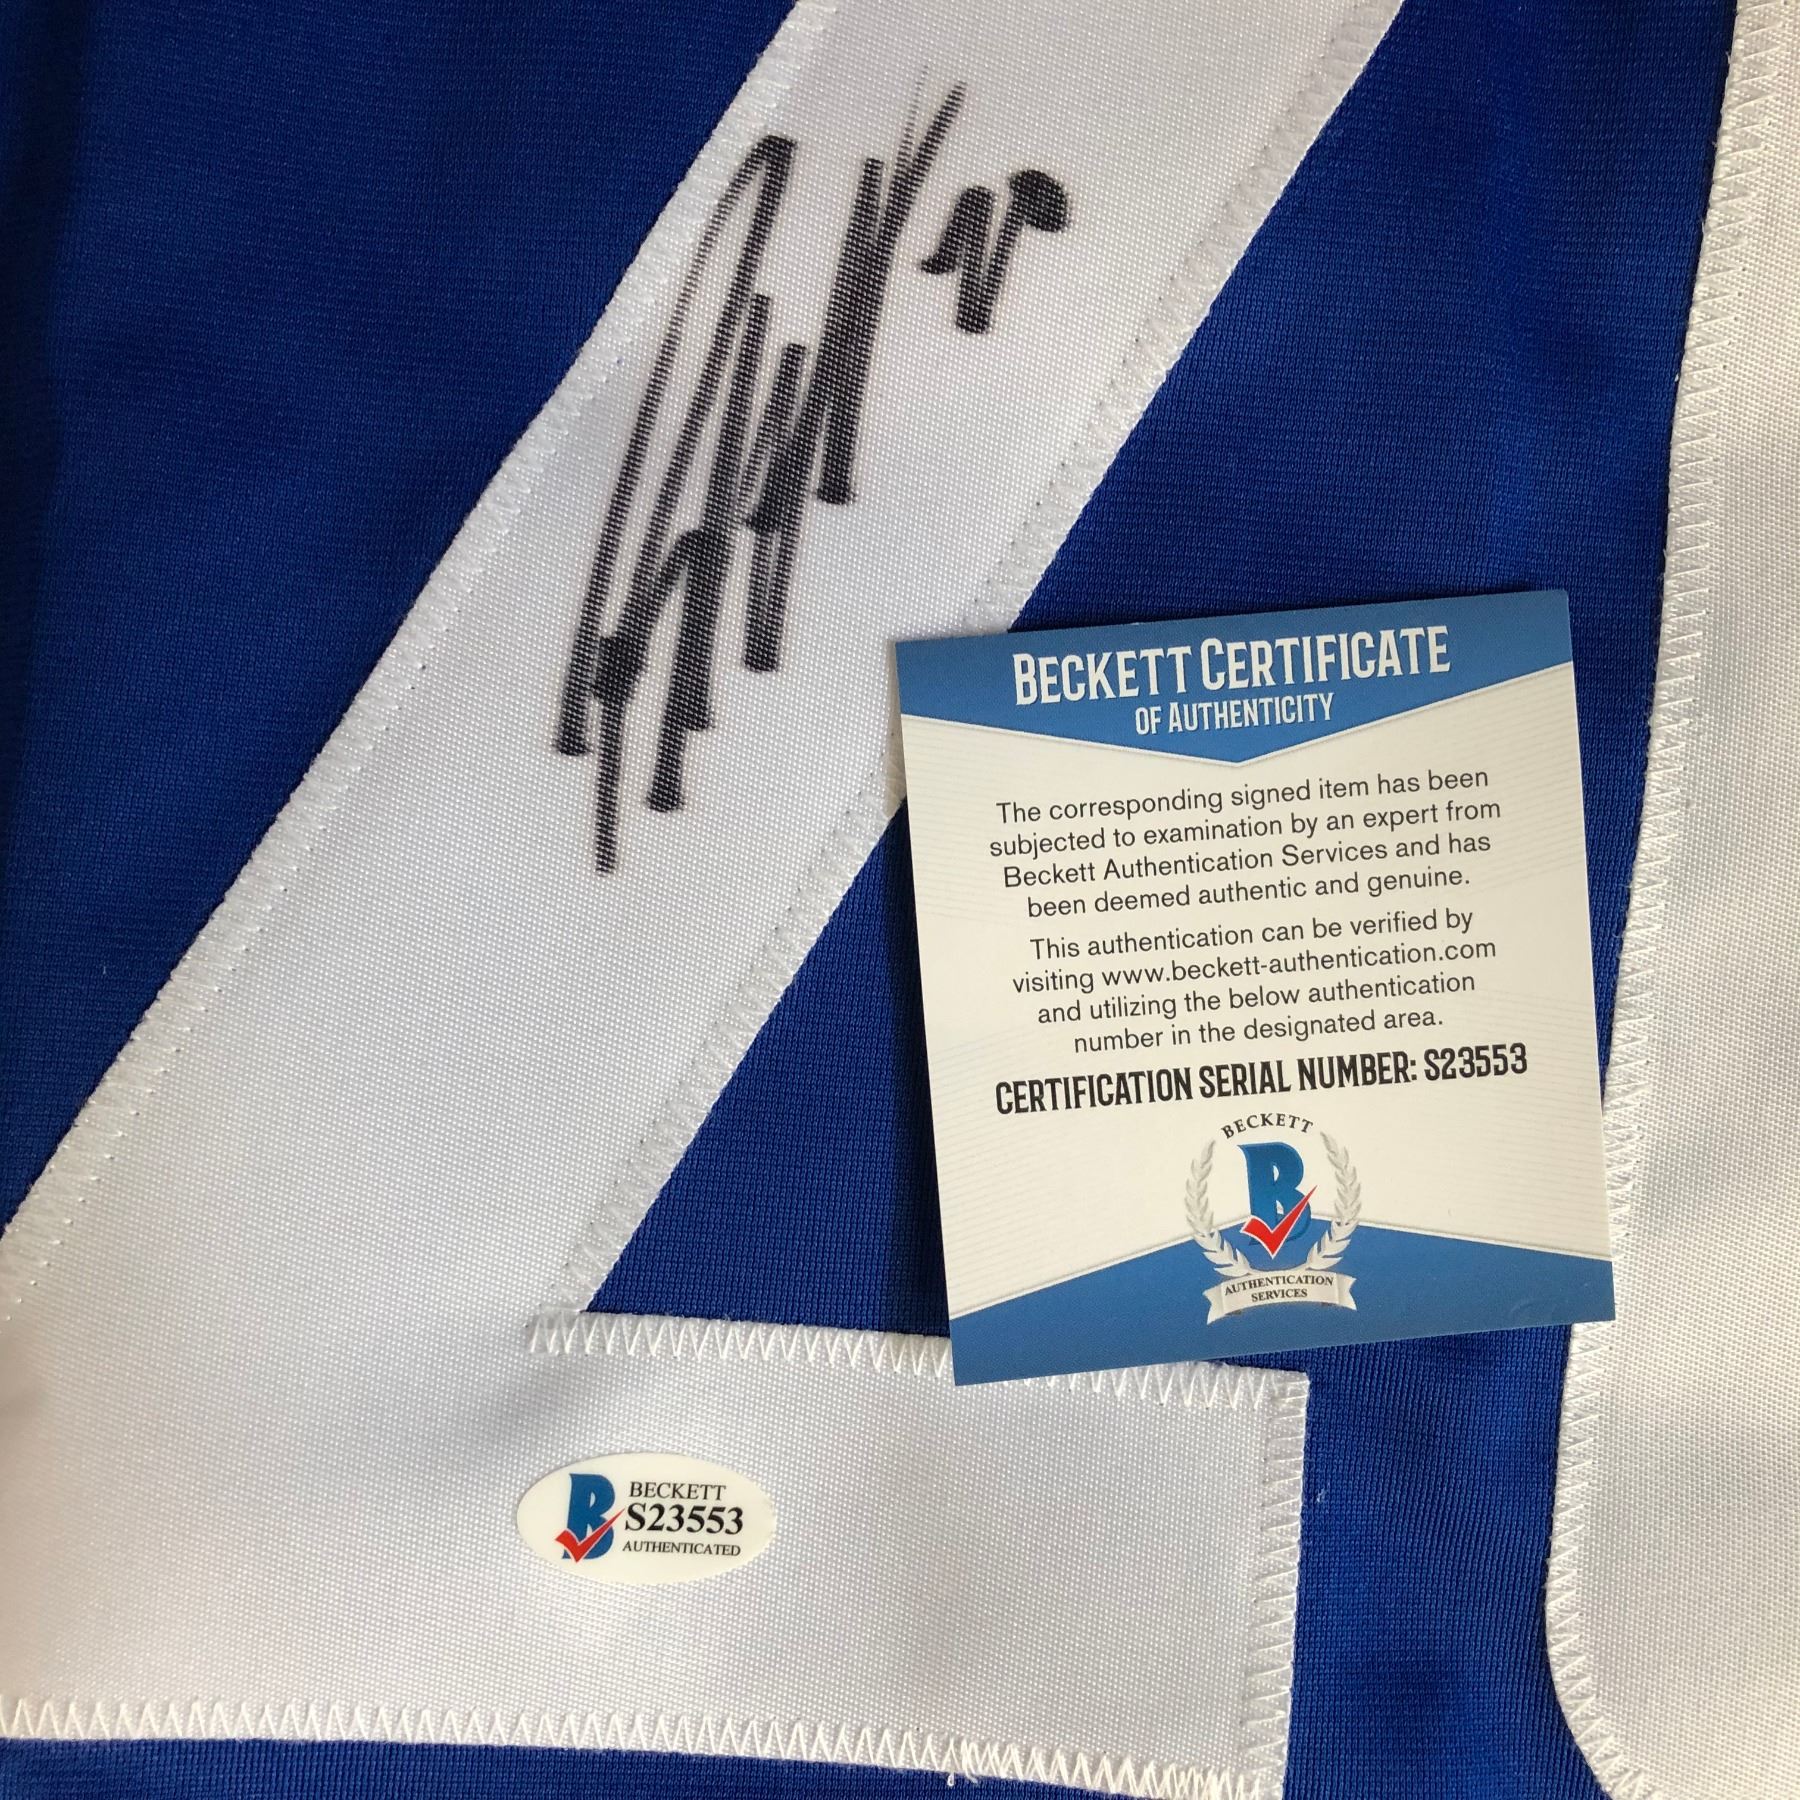 BECKETT CERTIFICATE
OF AUTHENTICITY
The corresponding signed item has been
subjected to examination by an expert from
Beckett Authentication Services and has
been deemed authentic and genuine.
This authentication can be verified by
visiting www.beckett-authentication.com
and utilizing the below authentication
number in the designated area.
CERTIFICATION SERIAL NUMBER: S23553
BECKETT
B
AUTHENTICATION
SERVICES
B
BECKETT
S23553
AUTHENTICATED